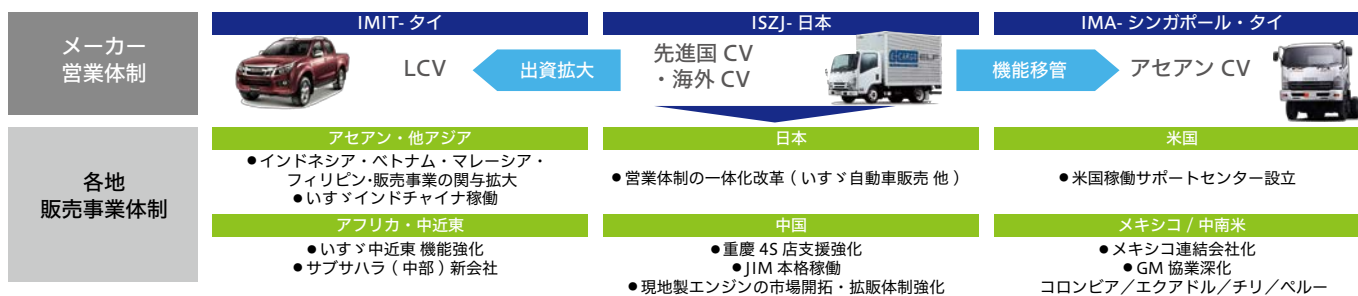 メーカー
営業体制
IMIT- タイ
LCV
出資拡大
ISZJ- 日本
先進国 CV
・海外 CV
機能移管
IMA- シンガポール・タイ
アセアン CV
各地
販売事業体制
アセアン・他アジア
●インドネシア・ベトナム・マレーシア・
フィリピン・販売事業の関与拡大
●いすゞインドチャイナ稼働
日本
●営業体制の一体化改革 ( いすゞ自動車販売 他 )
米国
●米国稼働サポートセンター設立
アフリカ・中近東
●いすゞ中近東 機能強化
●サブサハラ ( 中部 ) 新会社
中国
●重慶 4S 店支援強化
●JIM 本格稼働
●現地製エンジンの市場開拓・拡販体制強化
メキシコ / 中南米
●メキシコ連結会社化
●GM 協業深化
コロンビア／エクアドル／チリ／ペルー